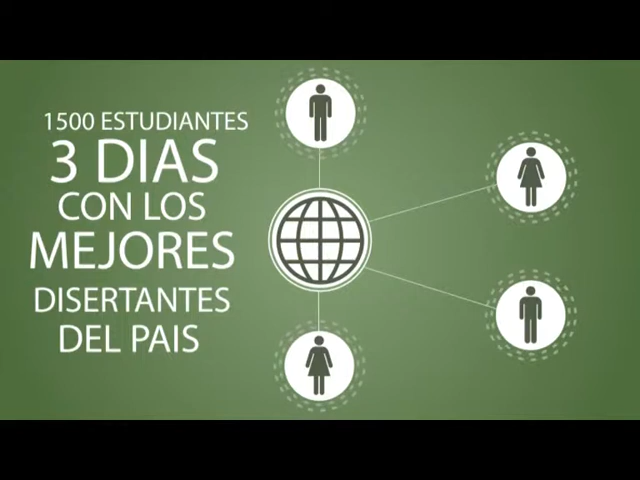 1500 ESTUDIANTES
3 DIAS
CON LOS
MEJORES
DISERTANTES
DEL PAIS